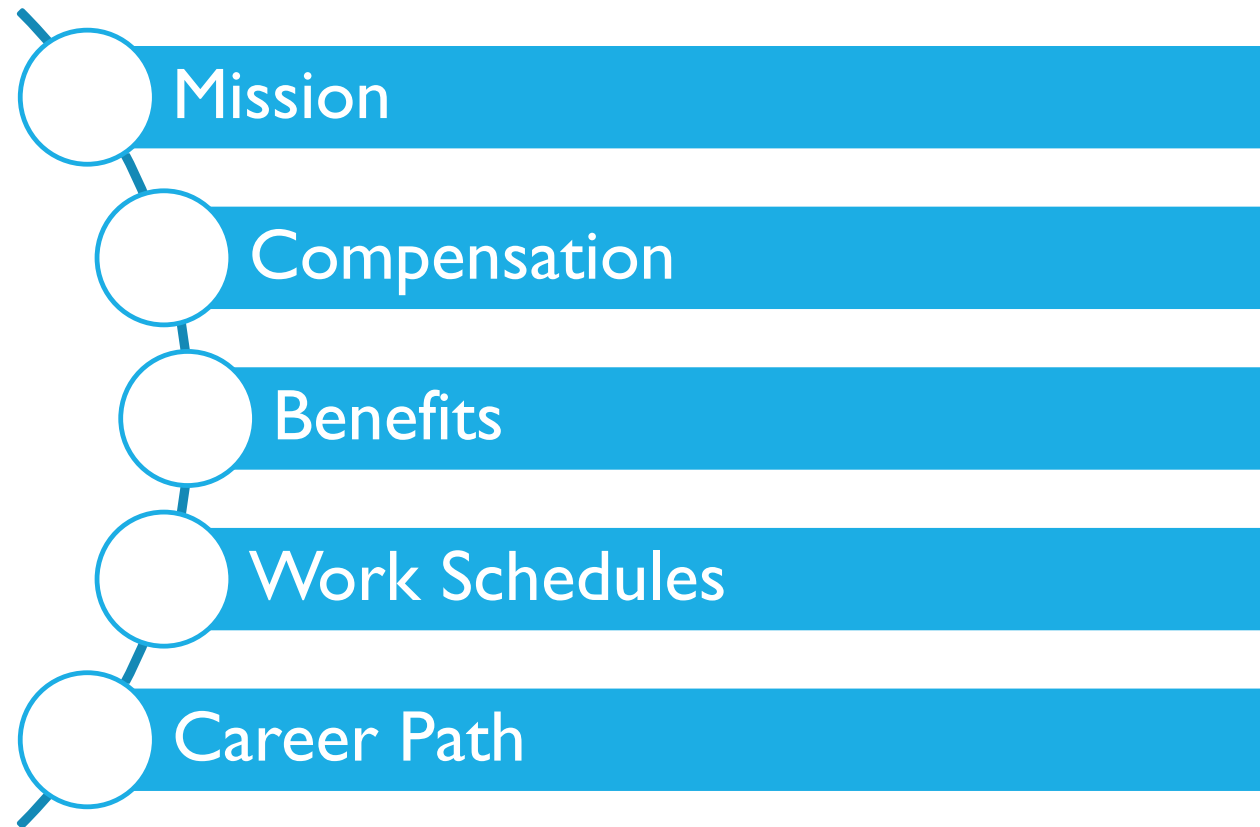 Mission
Compensation
Benefits
Work Schedules
Career Path